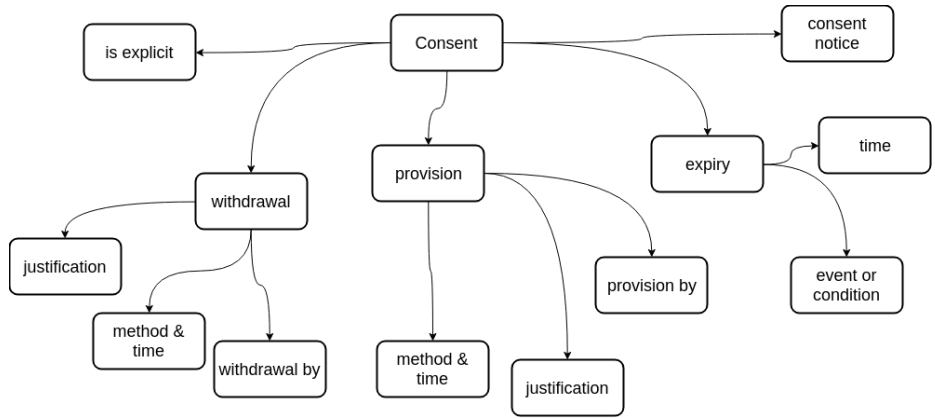 consent
notice
Consent
is explicit
time
expiry
provision
withdrawal
justification
provision by
event or
condition
method &
time
withdrawal by
method &
time
justification